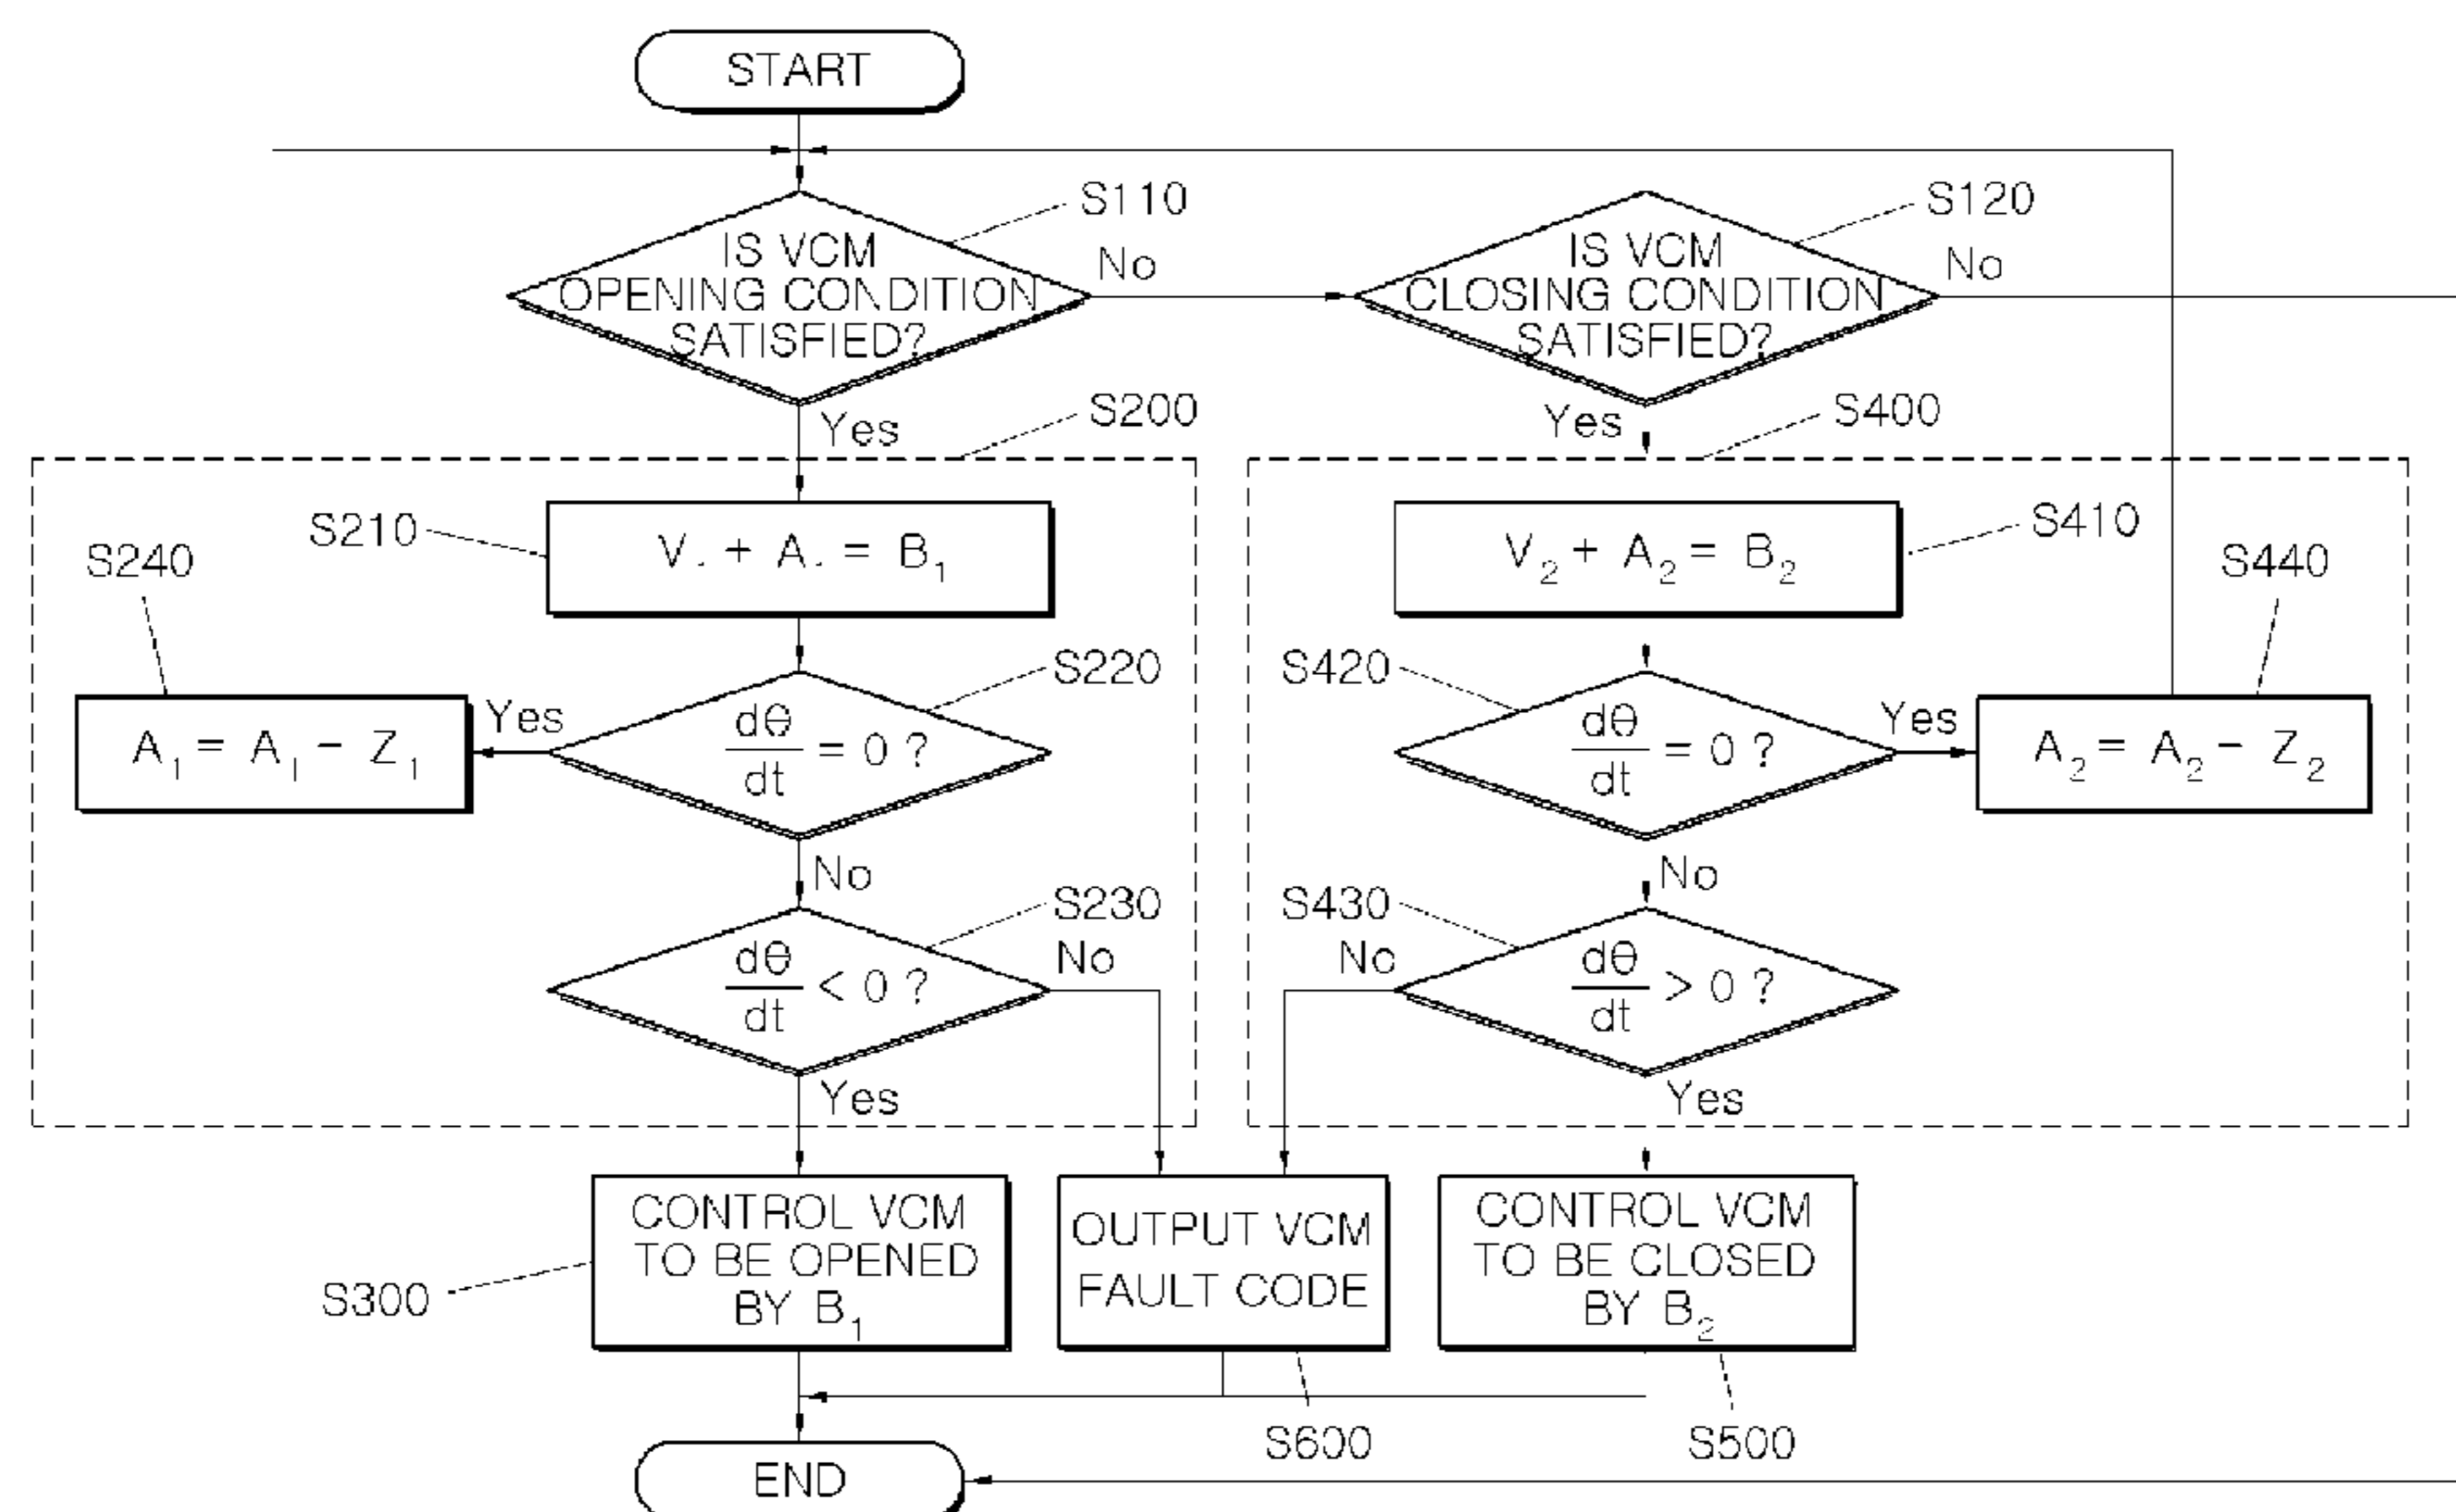 START
S110
IS VCM
OPENING CONDITION
SATISFIED?
No
Yes
S120
IS VCM
CLOSING CONDITION
SATISFIED?
No
Yes
S200
S400
S210
V + A = B₁
S240
A₁ = A₁ - Z₁
Yes
S220
dθ
dt
= 0 ?
No
S230
dθ
dt
< 0 ?
No
Yes
S410
V₂ + A₂ = B₂
S440
A₂ = A₂ - Z₂
S420
dθ
dt
= 0 ?
Yes
No
S430
dθ
dt
> 0 ?
No
Yes
S300
CONTROL VCM
TO BE OPENED
BY B₁
OUTPUT VCM
FAULT CODE
CONTROL VCM
TO BE CLOSED
BY B₂
S600
S500
END